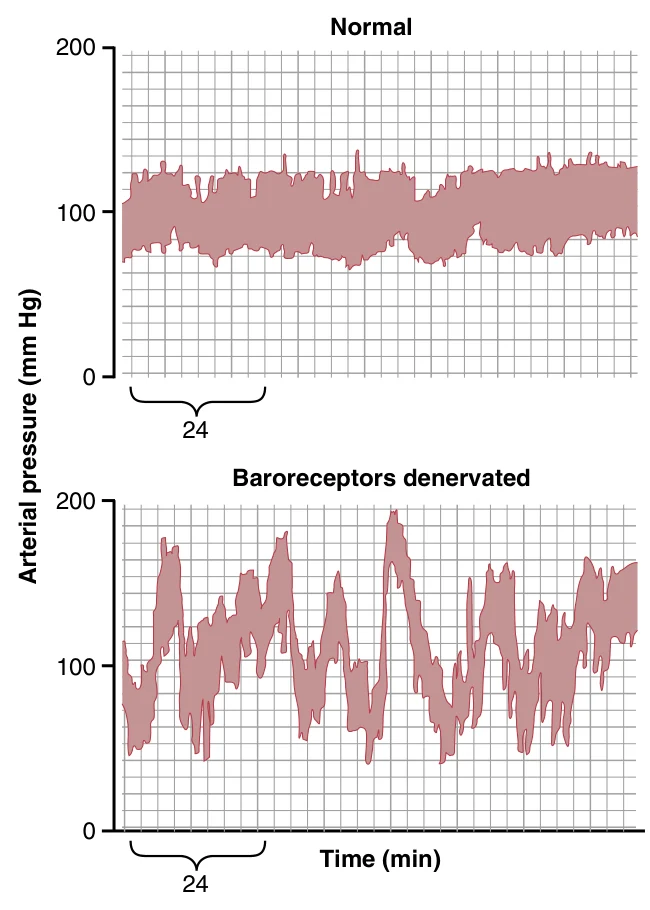 Normal
200
100
0
24
Arterial pressure (mm Hg)
Baroreceptors denervated
200
100
0
24
Time (min)